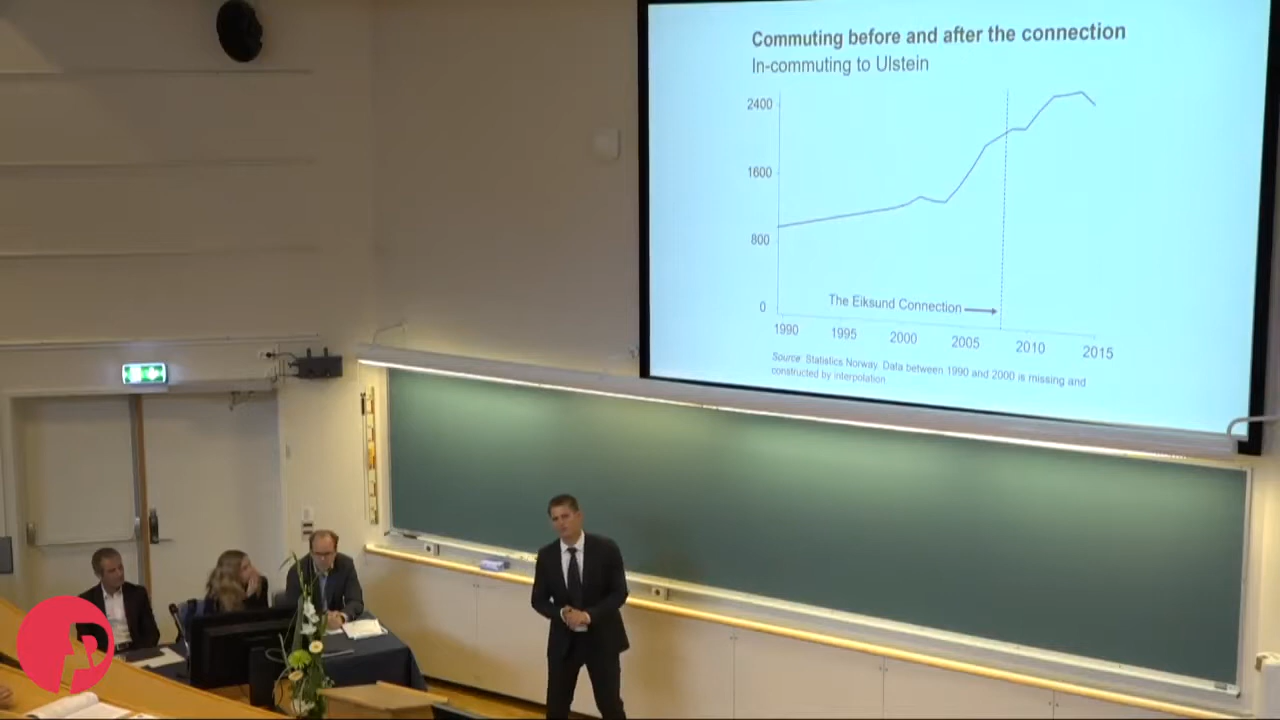 Commuting before and after the connection
In-commuting to Ulstein
2400
1600
800
0
The Eiksund Connection
1990 1995 2000 2005 2010 2015
Source: Statistics Norway. Data between 1990 and 2000 is missing and
constructed by interpolation